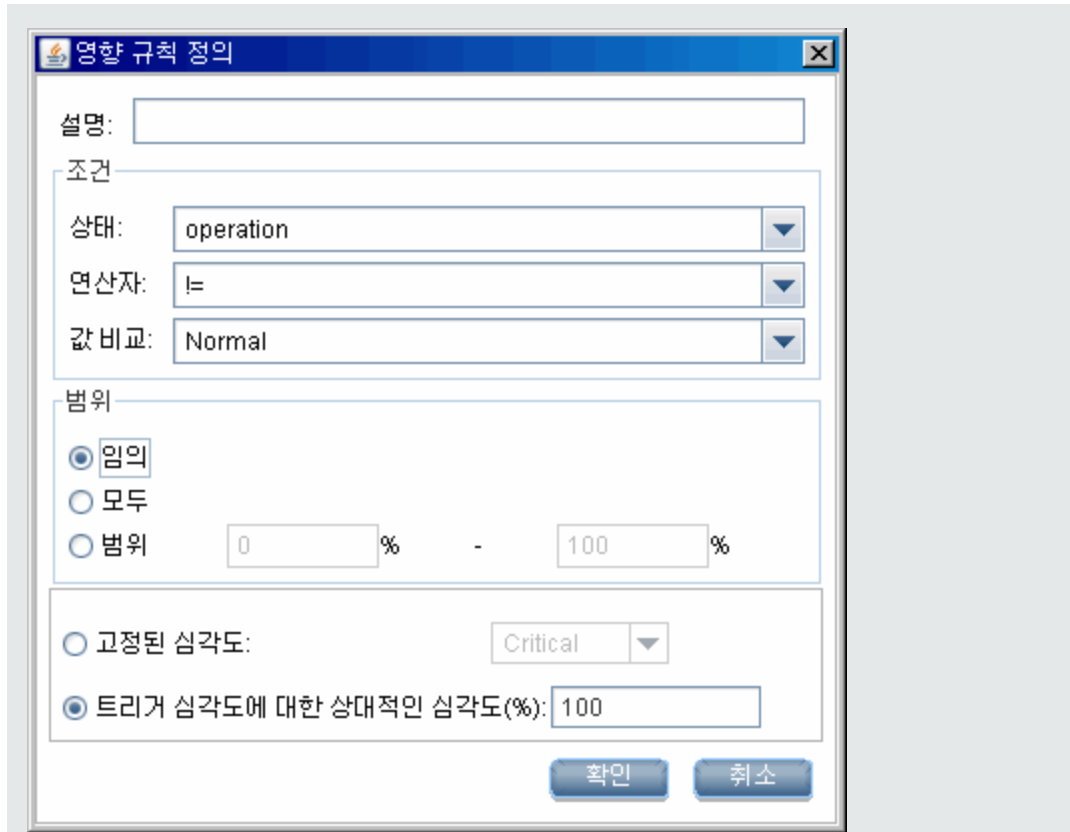 영향 규칙 정의
설명:
조건
상태: operation
연산자: !=
값 비교: Normal
범위
임의
모두
범위 0 % - 100 %
고정된 심각도: Critical
트리거 심각도에 대한 상대적인 심각도(%): 100
확인 취소